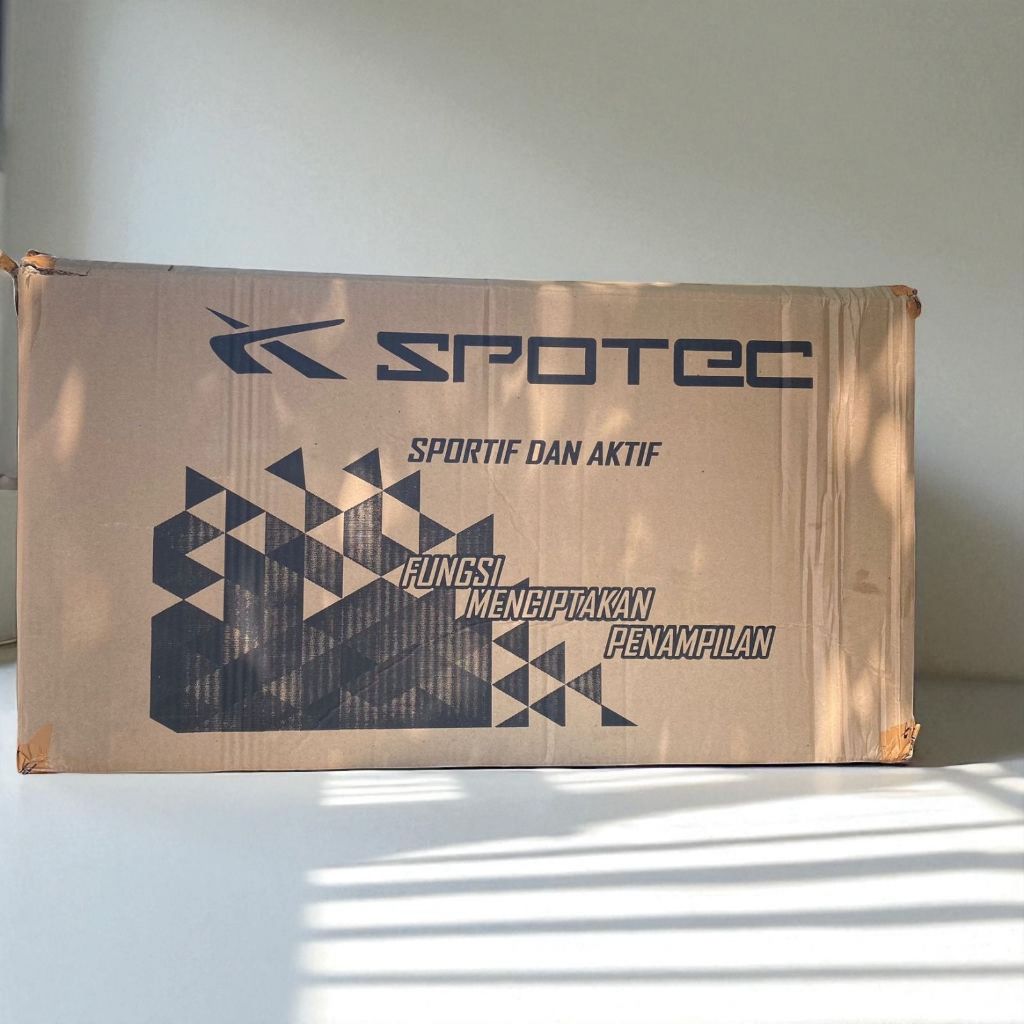 SPOTEC
SPORTIF DAN AKTIF
FUNGSI
MENCIPTAKAN
PENAMPILAN